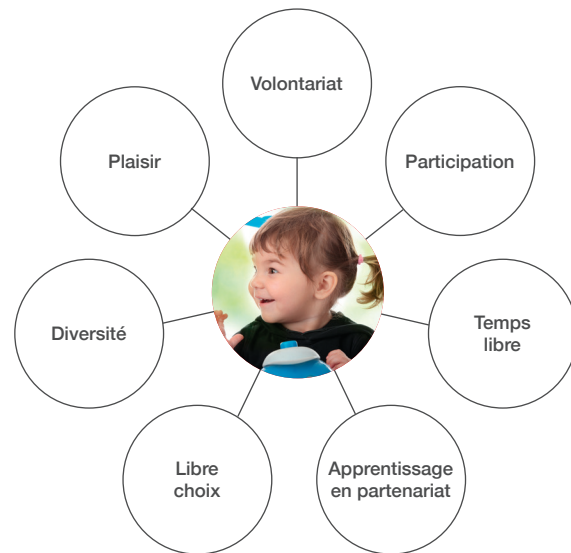 Volontariat
Participation
Temps
libre
Apprentissage
en partenariat
Libre
choix
Diversité
Plaisir